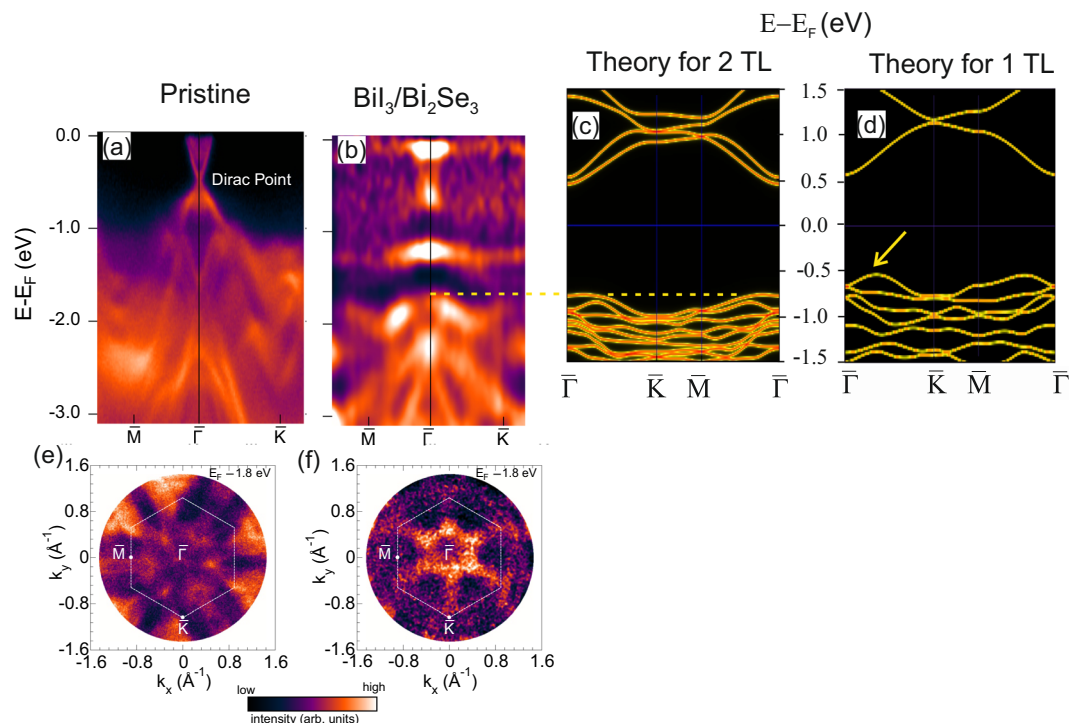 E–E_F (eV)
Pristine
BiI₃/Bi₂Se₃
Theory for 2 TL
Theory for 1 TL
(a)
(b)
(c)
(d)
Dirac Point
E-E_F (eV)
0.0
-1.0
-2.0
-3.0
M̄ Γ̄ K̄
M̄ Γ̄ K̄
1.5
1.0
0.5
0.0
-0.5
-1.0
-1.5
Γ̄ K̄ M̄ Γ̄
Γ̄ K̄ M̄ Γ̄
(e)
E_F −1.8 eV
k_y (Å⁻¹)
1.6
0.8
0
-0.8
-1.6
M̄
Γ̄
K̄
-1.6 -0.8 0 0.8 1.6
k_x (Å⁻¹)
(f)
E_F −1.8 eV
k_y (Å⁻¹)
1.6
0.8
0
-0.8
-1.6
M̄
Γ̄
K̄
-1.6 -0.8 0 0.8 1.6
k_x (Å⁻¹)
low high
intensity (arb. units)